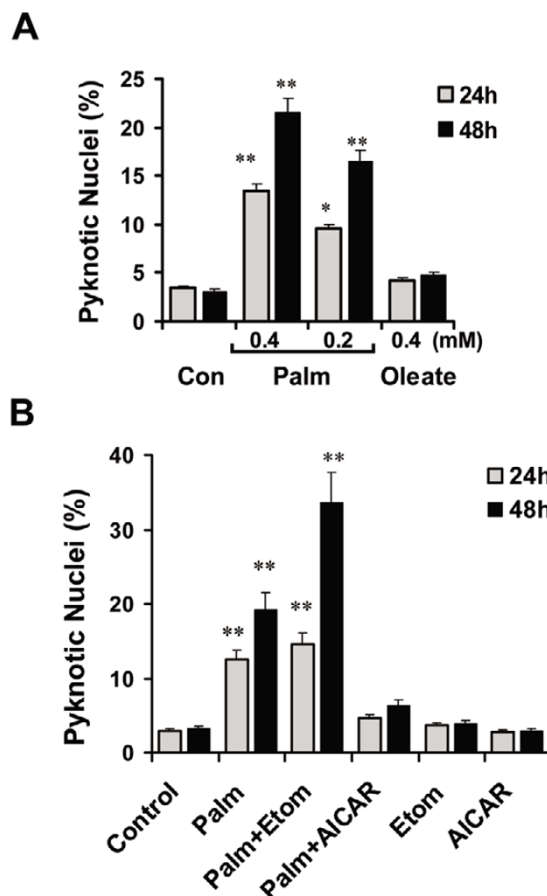 A
Pyknotic Nuclei (%)
25
20
15
10
5
0
**
**
*
**
24h
48h
0.4 0.2 0.4 (mM)
Con Palm Oleate
B
Pyknotic Nuclei (%)
40
30
20
10
0
**
**
**
**
24h
48h
Control
Palm
Palm+Etom
Palm+AICAR
Etom
AICAR